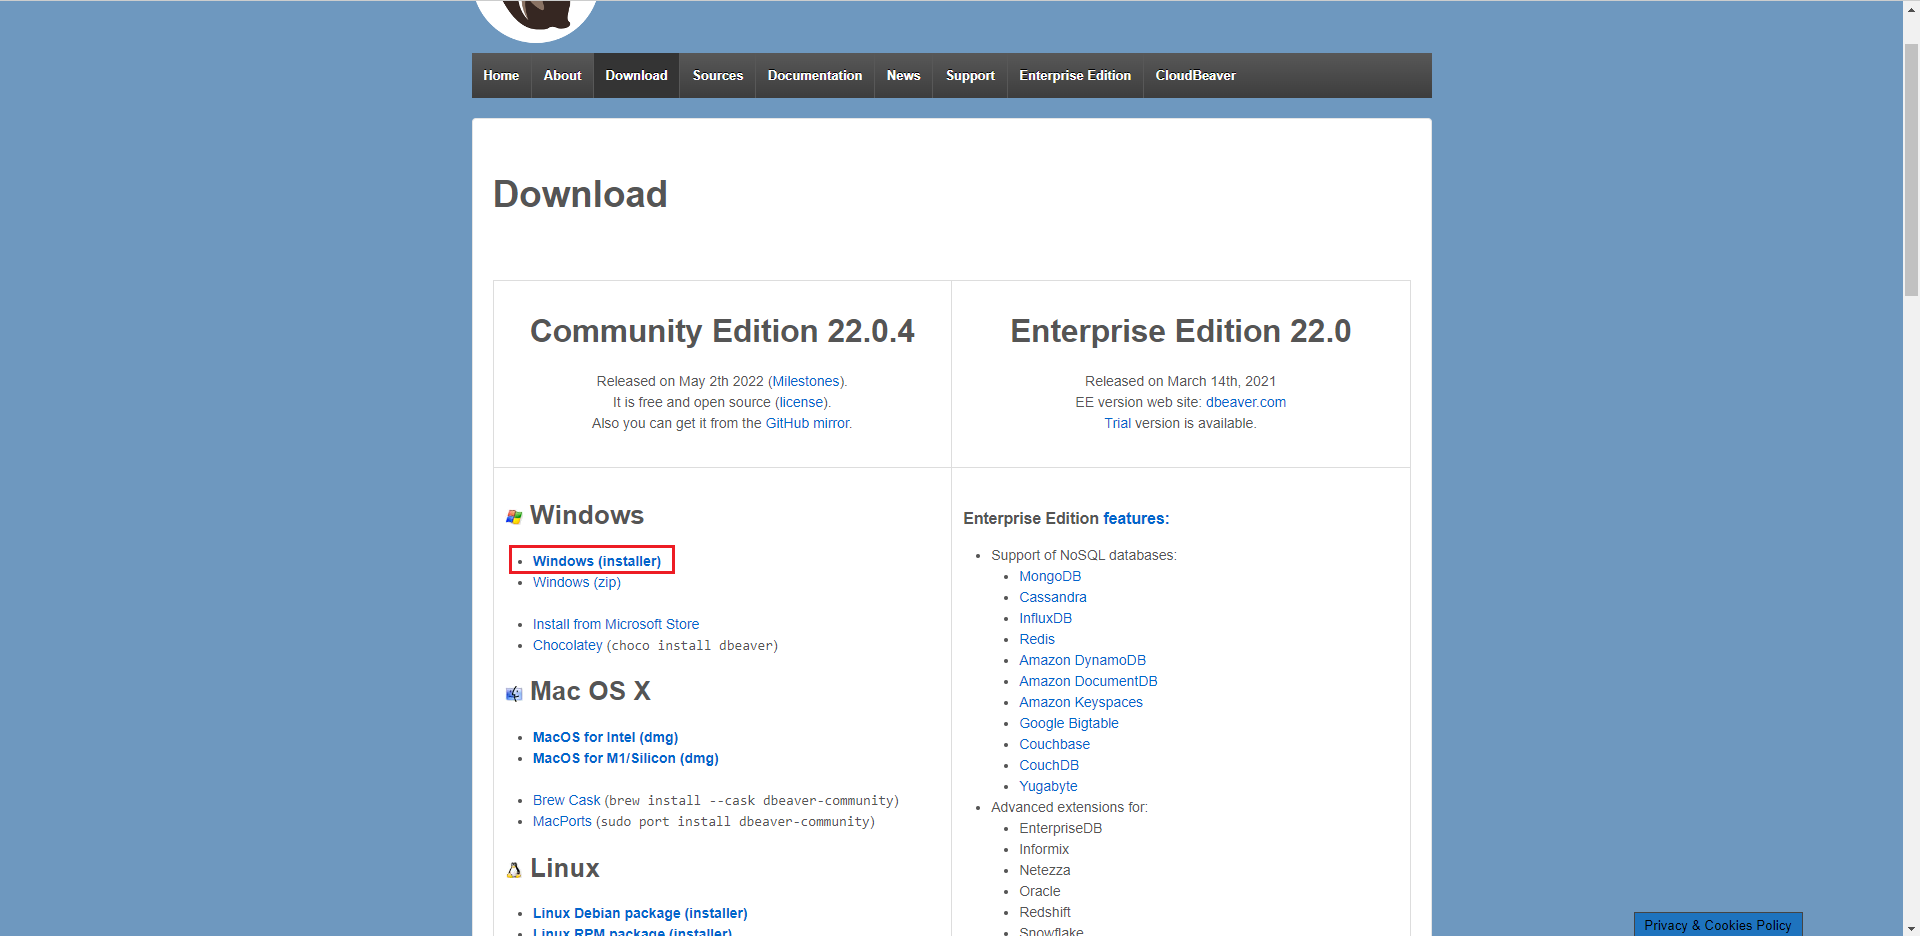 Home About Download Sources Documentation News Support Enterprise Edition CloudBeaver
Download
Community Edition 22.0.4
Released on May 2th 2022 (Milestones).
It is free and open source (license).
Also you can get it from the GitHub mirror.
Enterprise Edition 22.0
Released on March 14th, 2021
EE version web site: dbeaver.com
Trial version is available.
Windows
Windows (installer)
Windows (zip)
Install from Microsoft Store
Chocolatey (choco install dbeaver)
Mac OS X
MacOS for Intel (dmg)
MacOS for M1/Silicon (dmg)
Brew Cask (brew install --cask dbeaver-community)
MacPorts (sudo port install dbeaver-community)
Linux
Linux Debian package (installer)
Linux RPM package (installer)
Enterprise Edition features:
Support of NoSQL databases:
MongoDB
Cassandra
InfluxDB
Redis
Amazon DynamoDB
Amazon DocumentDB
Amazon Keyspaces
Google Bigtable
Couchbase
CouchDB
Yugabyte
Advanced extensions for:
EnterpriseDB
Informix
Netezza
Oracle
Redshift
Snowflake
Privacy & Cookies Policy